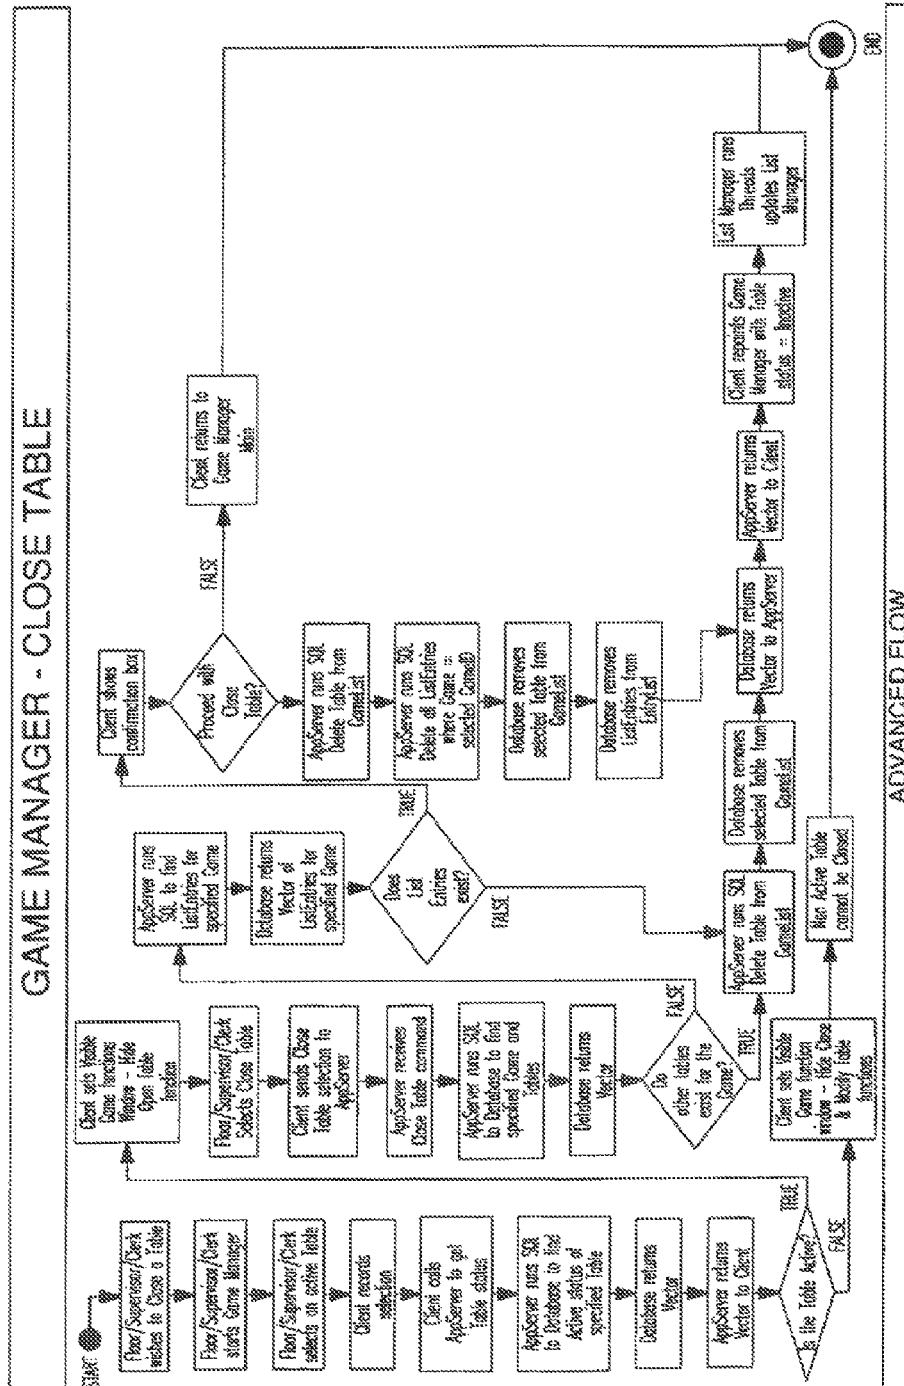 GAME MANAGER - CLOSE TABLE
START
Floor/Supervisor/Clerk
wishes to Close a Table
Floor/Supervisor/Clerk
starts Game Manager
Floor/Supervisor/Clerk
selects an active Table
Client records
selection
Client calls
AppServer to get
Table status
AppServer runs SQL
to Database to find
Active status of
specified Table
Database returns
Vector
AppServer returns
Vector to Client
Is the Table Active?
TRUE
FALSE
Client sets Visible
Game functions
Window - Hide
Open Table
function
Floor/Supervisor/Clerk
Selects Close Table
Client sends Close
Table selection to
AppServer
AppServer receives
Close Table command
AppServer runs SQL
to Database to find
specified Game and
Tables
Database returns
Vector
Do
other tables
exist for the
Game?
FALSE
TRUE
Client sets Visible
Game function
window - Hide Close
& Modify Table
functions
Non Active Table
cannot be Closed
AppServer runs
SQL to find
ListEntries for
specified Game
Database returns
Vector of
ListEntries for
specified Game
Does
List
Entries
exist?
TRUE
FALSE
AppServer runs SQL
Delete Table from
GameList
Database removes
selected Table from
GameList
Client shows
confirmation box
Proceed with
Close
Table?
FALSE
AppServer runs SQL
Delete Table from
GameList
AppServer runs SQL
Delete all ListEntries
where Game =
selected GameID
Database removes
selected Table from
GameList
Database removes
ListEntries from
EntryList
Database returns
Vector to AppServer
AppServer returns
Vector to Client
Client repaints Game
Manager with Table
status = Inactive
List Manager runs
Threads
updates List
Manager
Client returns to
Game Manager
Main
END
ADVANCED FLOW